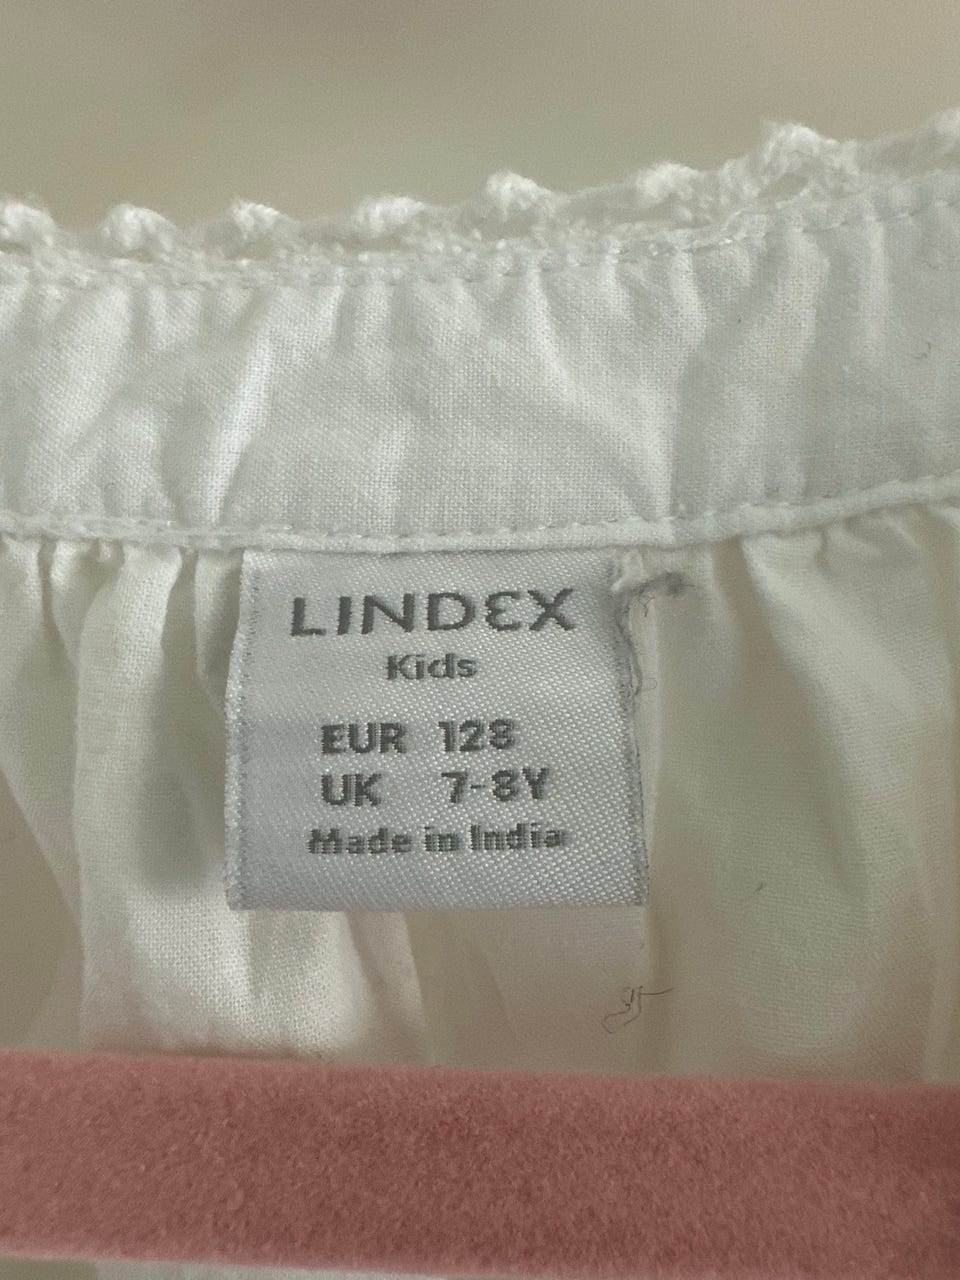 LINDEX
Kids
EUR 128
UK 7-8Y
Made in India